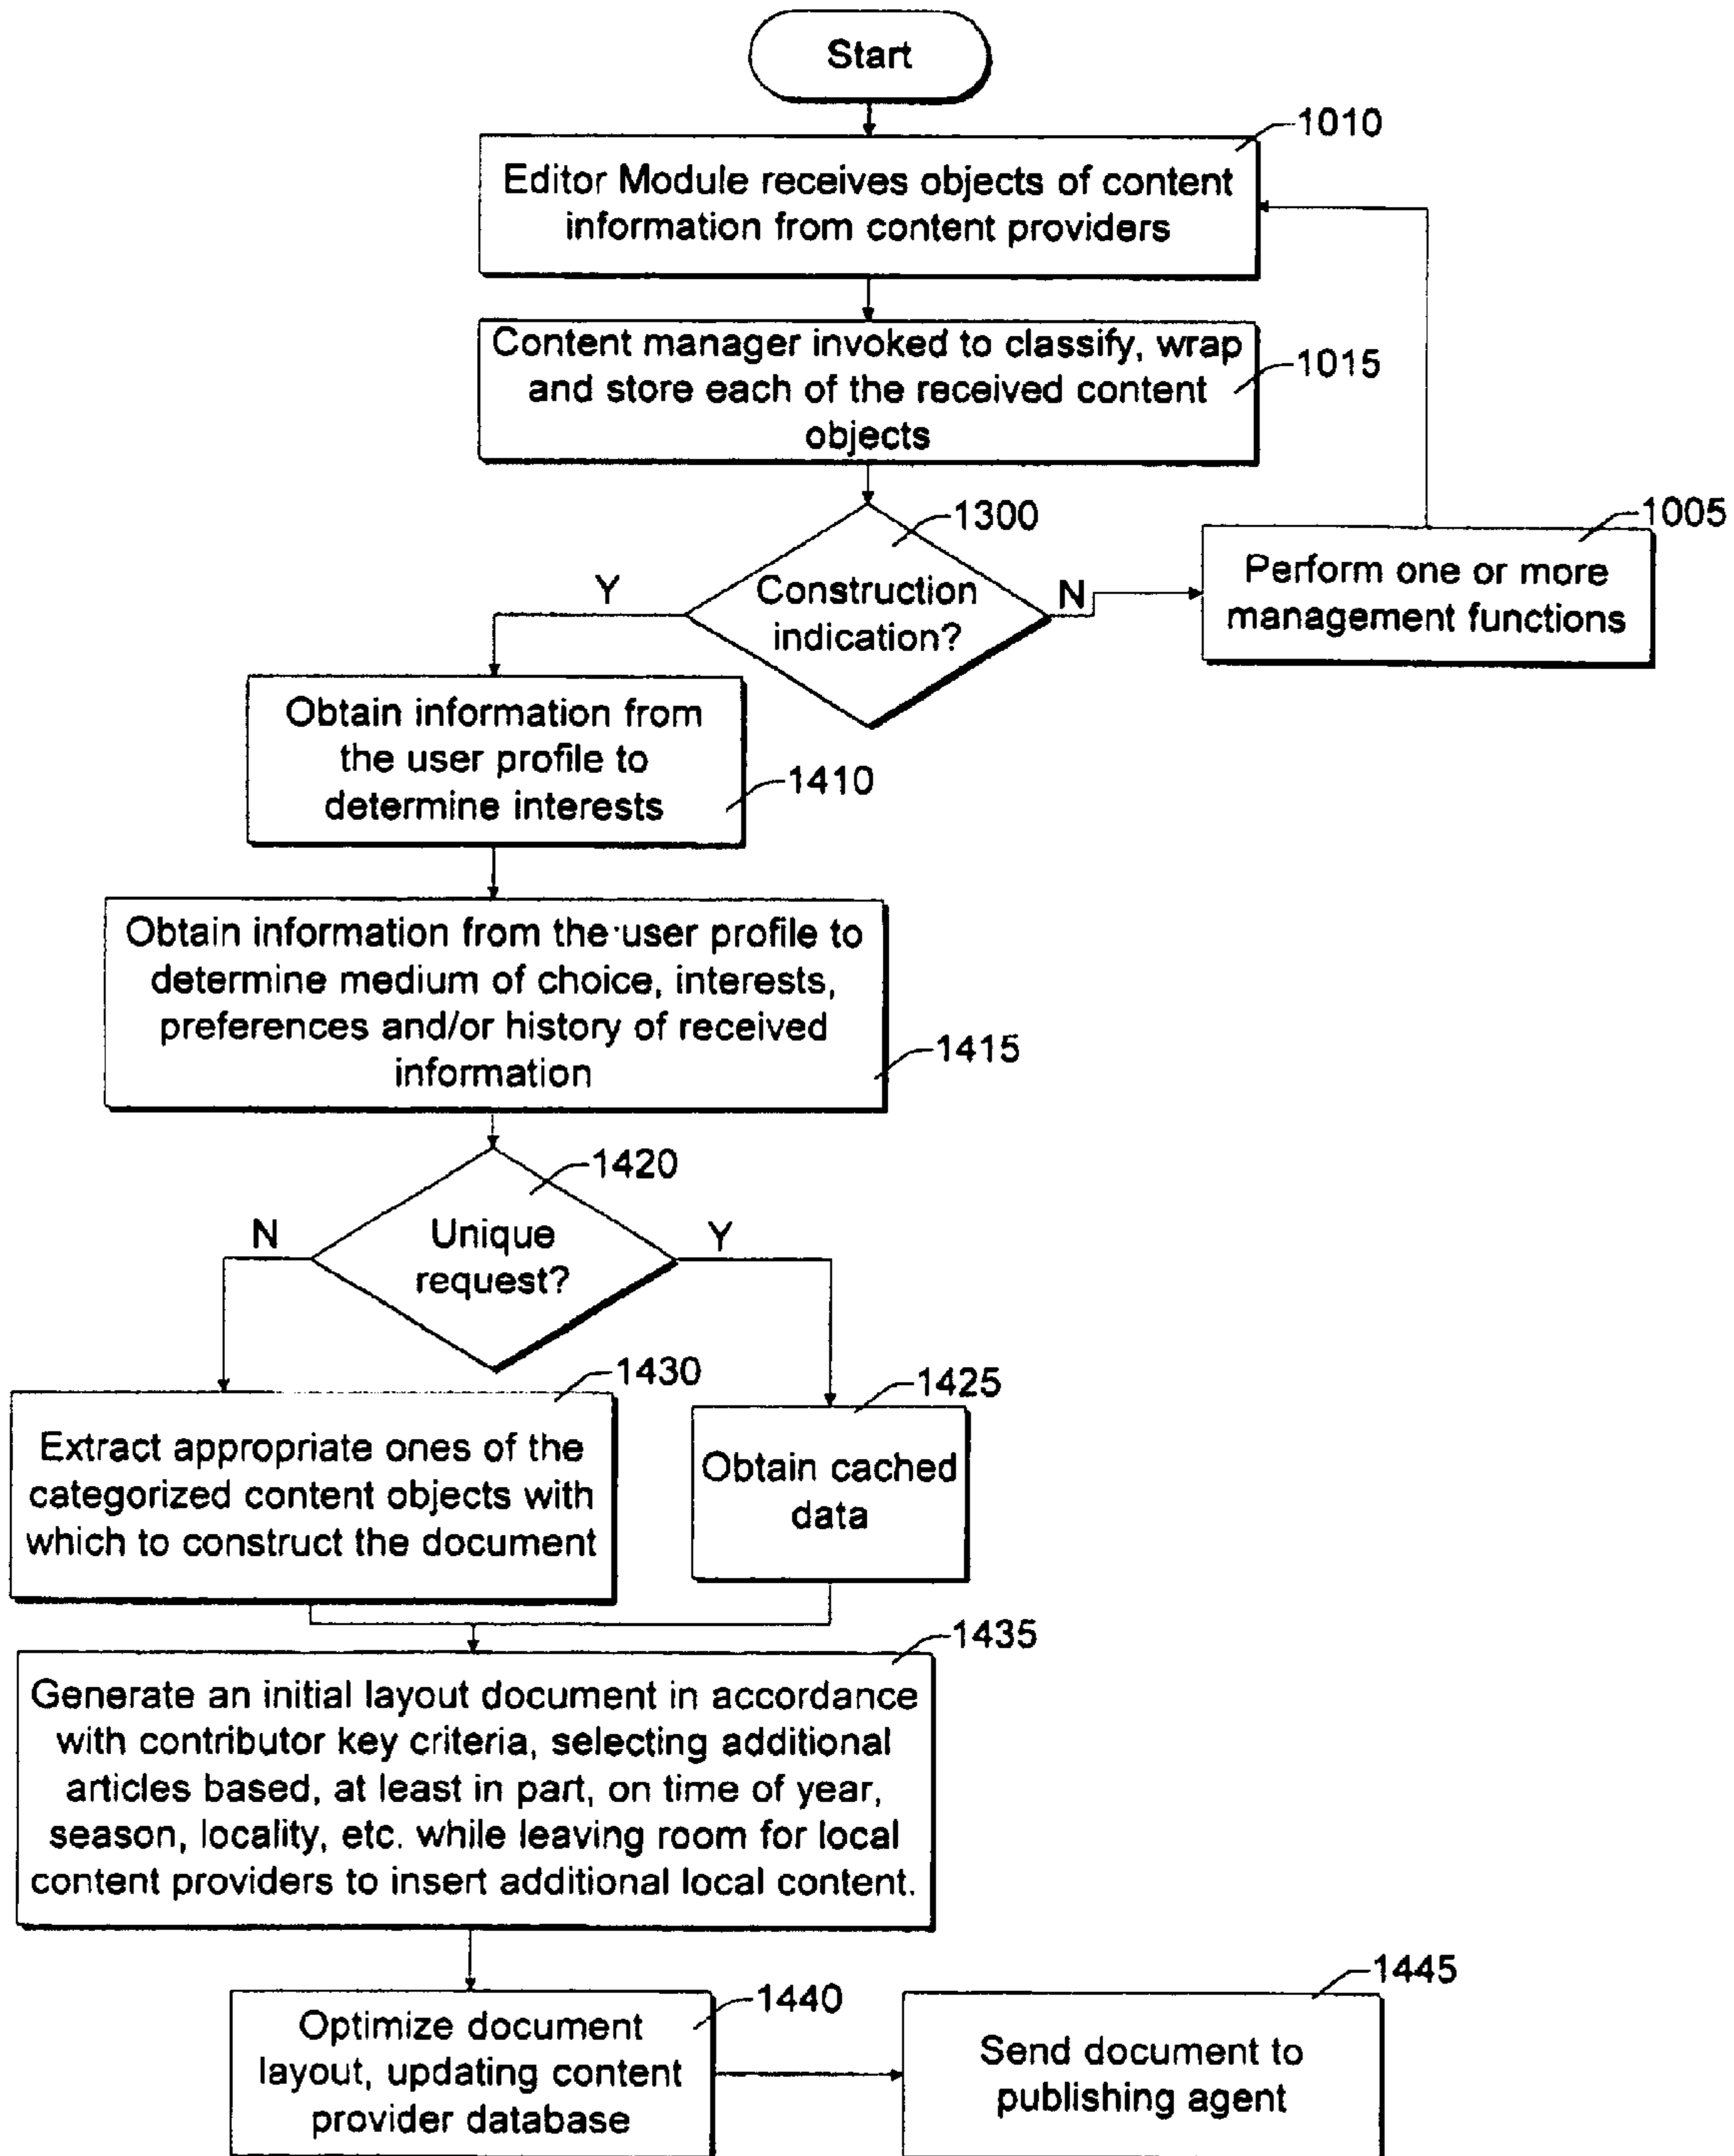 Start
1010
Editor Module receives objects of content
information from content providers
Content manager invoked to classify, wrap
and store each of the received content
objects
1015
1300
Construction
indication?
Y
N
1005
Perform one or more
management functions
Obtain information from
the user profile to
determine interests
1410
Obtain information from the user profile to
determine medium of choice, interests,
preferences and/or history of received
information
1415
1420
Unique
request?
N
Y
1430
Extract appropriate ones of the
categorized content objects with
which to construct the document
1425
Obtain cached
data
1435
Generate an initial layout document in accordance
with contributor key criteria, selecting additional
articles based, at least in part, on time of year,
season, locality, etc. while leaving room for local
content providers to insert additional local content.
1440
Optimize document
layout, updating content
provider database
1445
Send document to
publishing agent